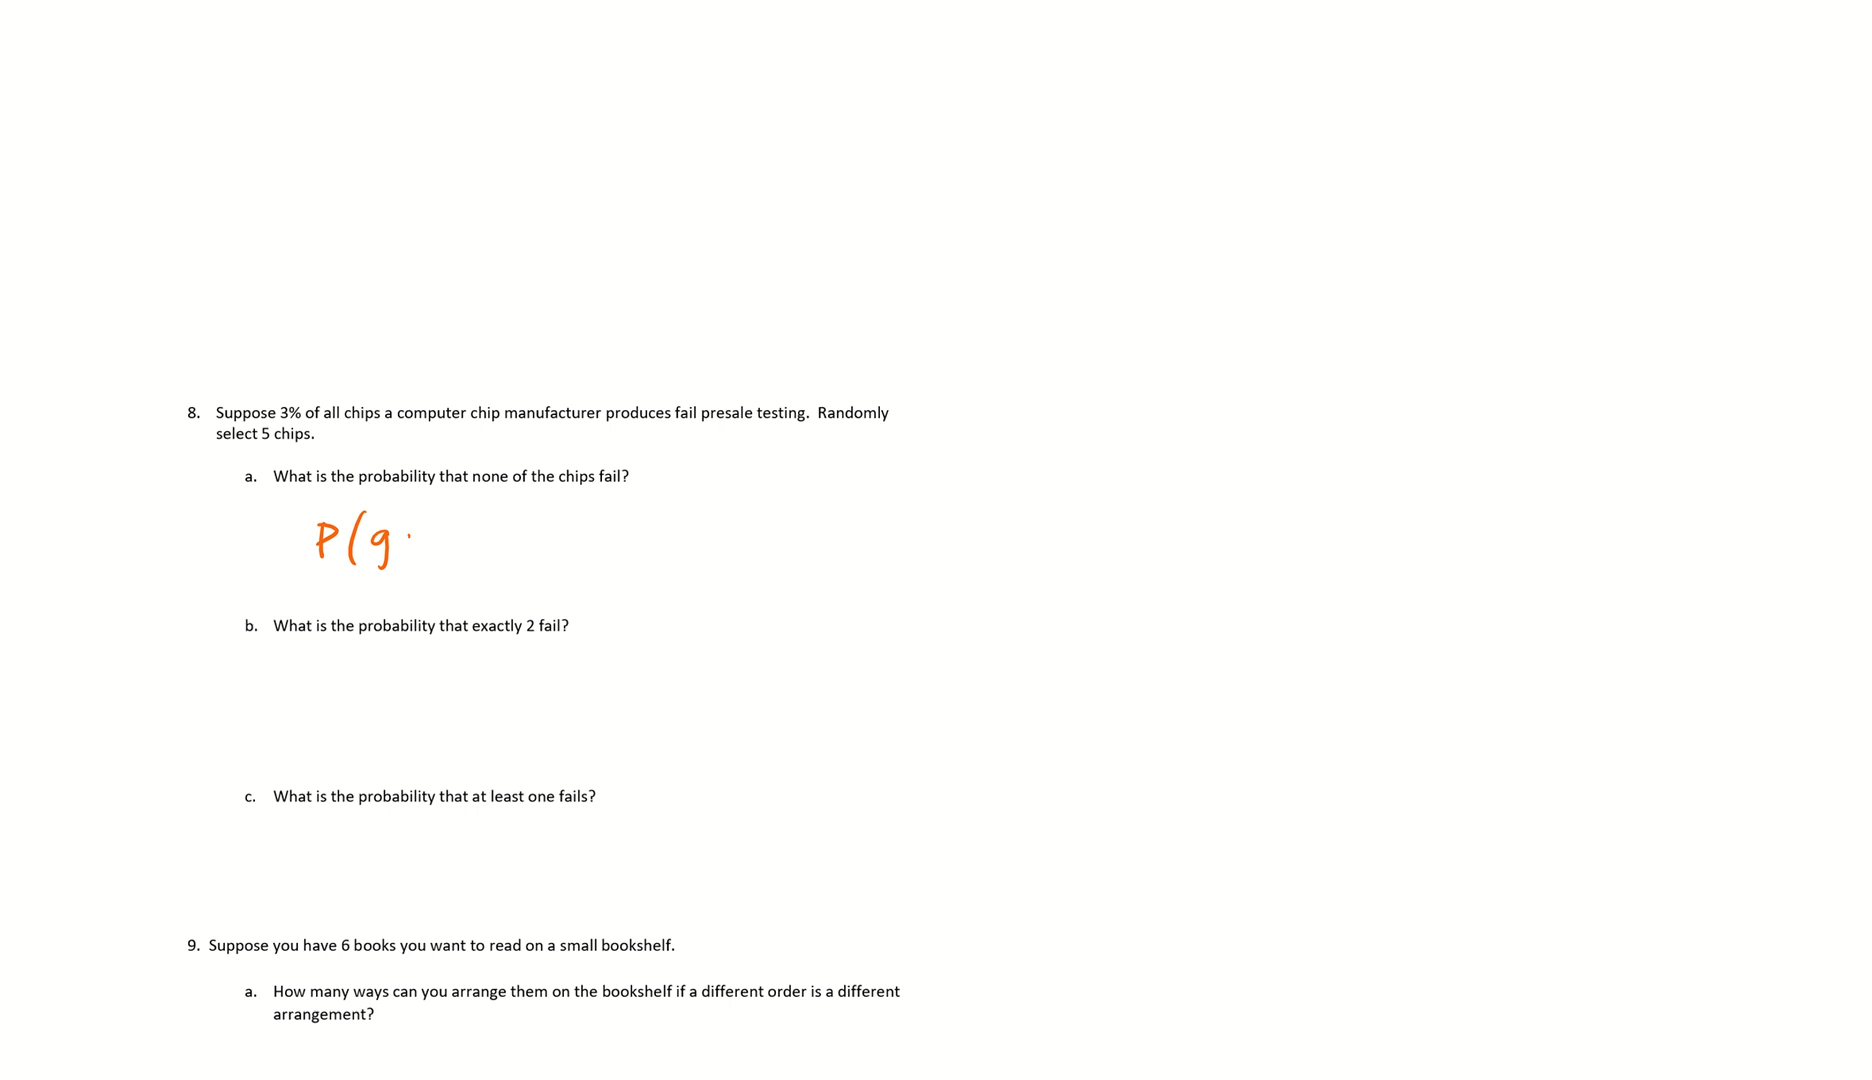 8. Suppose 3% of all chips a computer chip manufacturer produces fail presale testing. Randomly
select 5 chips.
a. What is the probability that none of the chips fail?
P(g ·
b. What is the probability that exactly 2 fail?
c. What is the probability that at least one fails?
9. Suppose you have 6 books you want to read on a small bookshelf.
a. How many ways can you arrange them on the bookshelf if a different order is a different
arrangement?